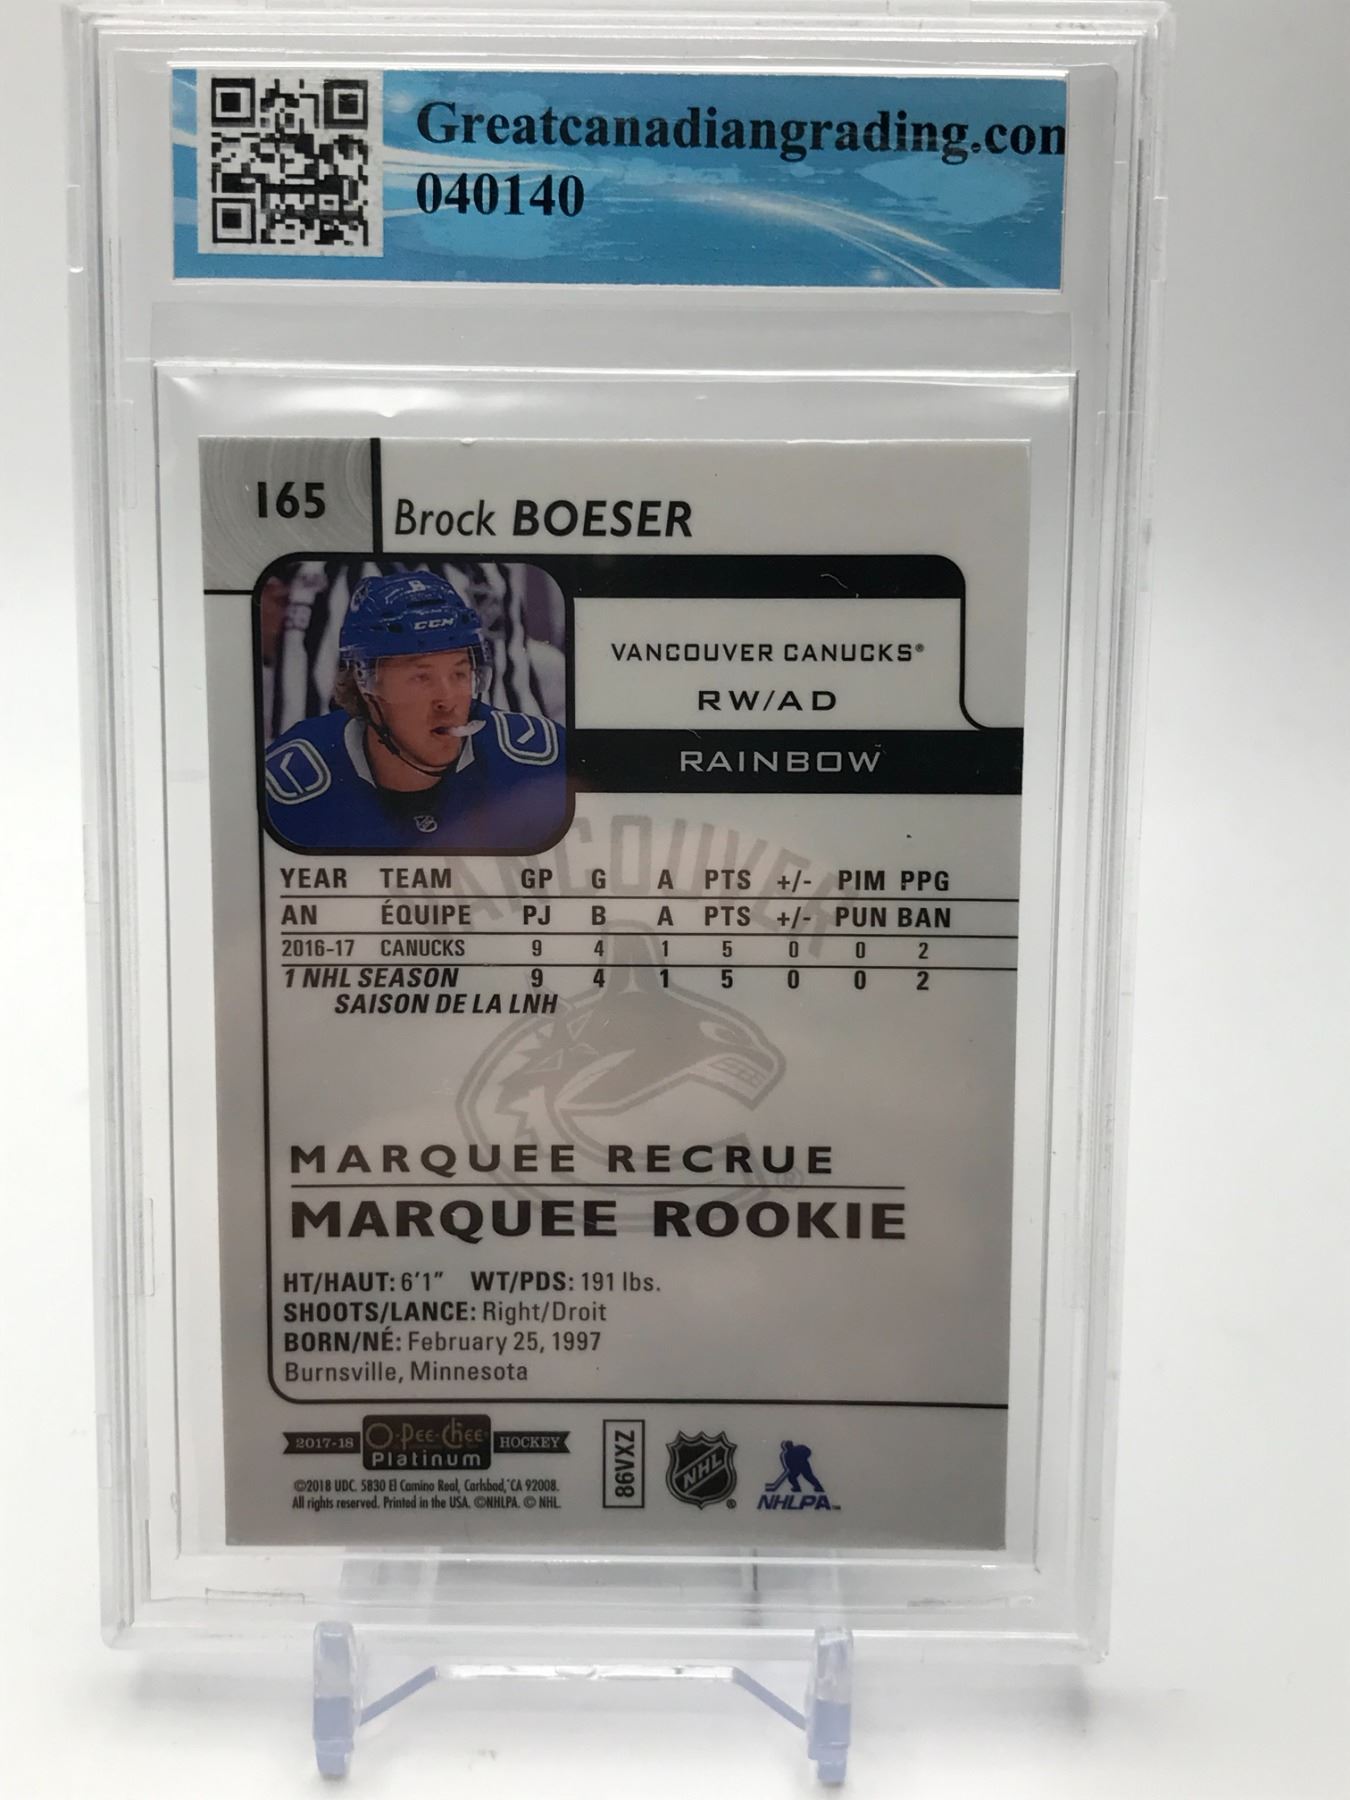 Greatcanadiangrading.com
040140
165
Brock BOESER
CCM
VANCOUVER CANUCKS®
RW/AD
RAINBOW
VANCOUVER
YEAR TEAM GP G A PTS +/- PIM PPG
AN ÉQUIPE PJ B A PTS +/- PUN BAN
2016-17 CANUCKS 9 4 1 5 0 0 2
1 NHL SEASON 9 4 1 5 0 0 2
SAISON DE LA LNH
MARQUEE RECRUE
®
MARQUEE ROOKIE
HT/HAUT: 6'1" WT/PDS: 191 lbs.
SHOOTS/LANCE: Right/Droit
BORN/NÉ: February 25, 1997
Burnsville, Minnesota
2017-18 O-Pee-Chee HOCKEY
Platinum
©2018 UDC. 5830 El Camino Real, Carlsbad, CA 92008.
All rights reserved. Printed in the USA. ©NHLPA. © NHL.
86VXZ
NHL ®
NHLPA™